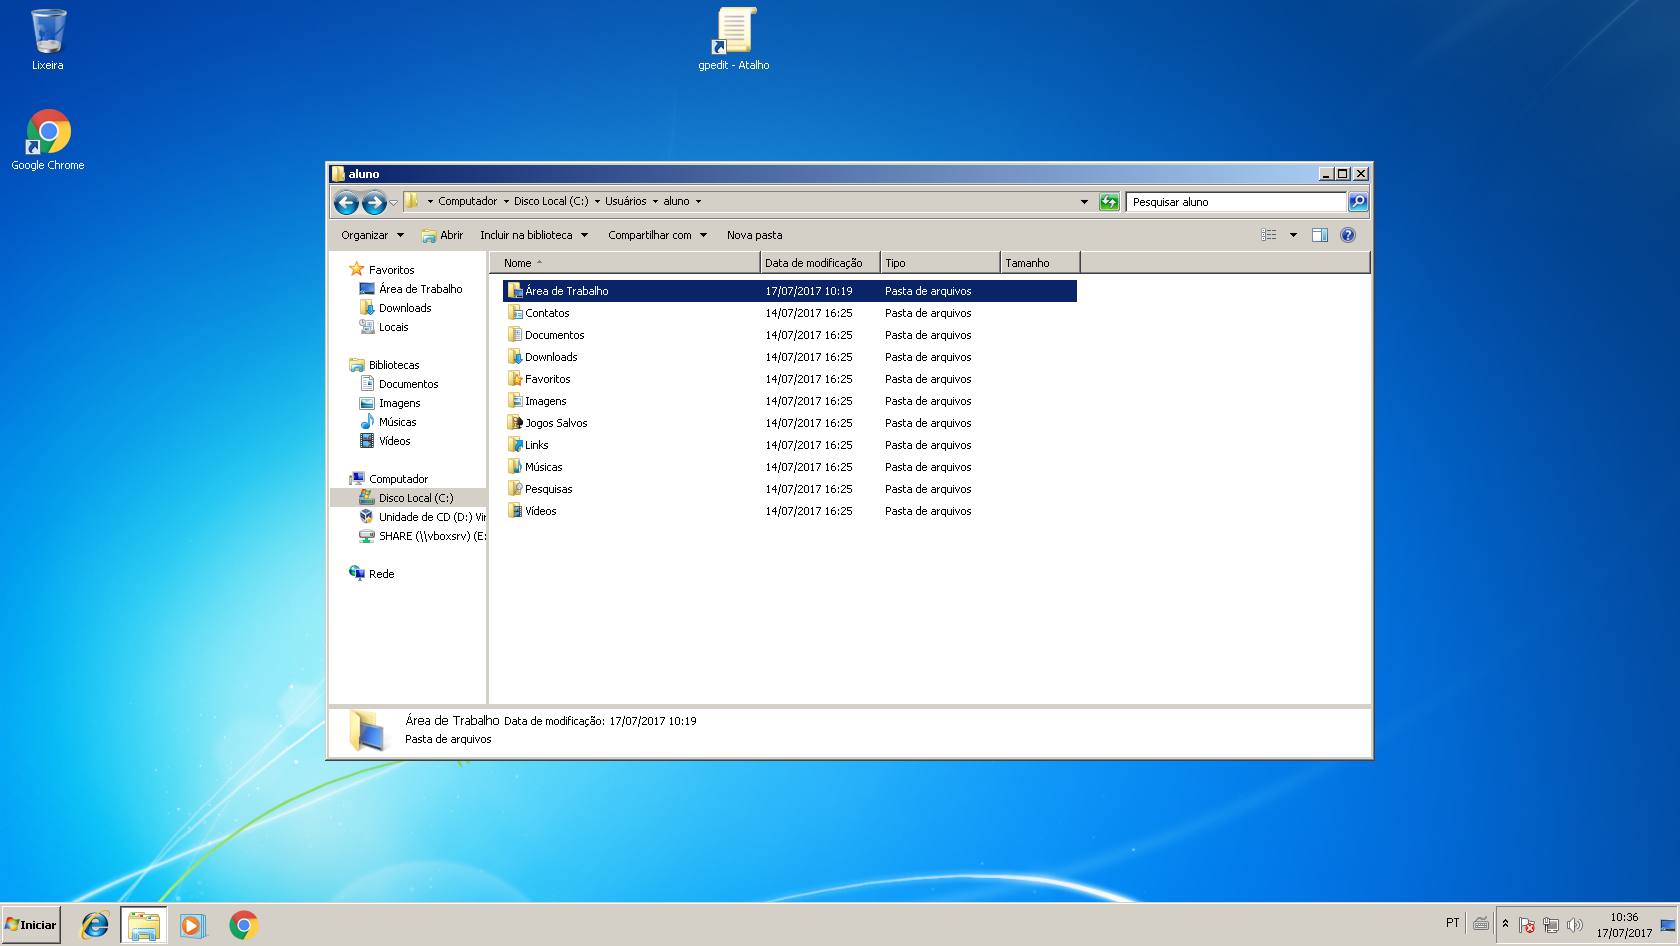 Lixeira
gpedit - Atalho
Google Chrome
aluno
Computador Disco Local (C:) Usuários aluno
Pesquisar aluno
Organizar Abrir Incluir na biblioteca Compartilhar com Nova pasta
Nome Data de modificação Tipo Tamanho
Favoritos
Área de Trabalho
Downloads
Locais
Bibliotecas
Documentos
Imagens
Músicas
Vídeos
Computador
Disco Local (C:)
Unidade de CD (D:) Vir
SHARE (\\vboxsrv) (E:
Rede
Área de Trabalho 17/07/2017 10:19 Pasta de arquivos
Contatos 14/07/2017 16:25 Pasta de arquivos
Documentos 14/07/2017 16:25 Pasta de arquivos
Downloads 14/07/2017 16:25 Pasta de arquivos
Favoritos 14/07/2017 16:25 Pasta de arquivos
Imagens 14/07/2017 16:25 Pasta de arquivos
Jogos Salvos 14/07/2017 16:25 Pasta de arquivos
Links 14/07/2017 16:25 Pasta de arquivos
Músicas 14/07/2017 16:25 Pasta de arquivos
Pesquisas 14/07/2017 16:25 Pasta de arquivos
Vídeos 14/07/2017 16:25 Pasta de arquivos
Área de Trabalho Data de modificação: 17/07/2017 10:19
Pasta de arquivos
Iniciar
PT
10:36
17/07/2017